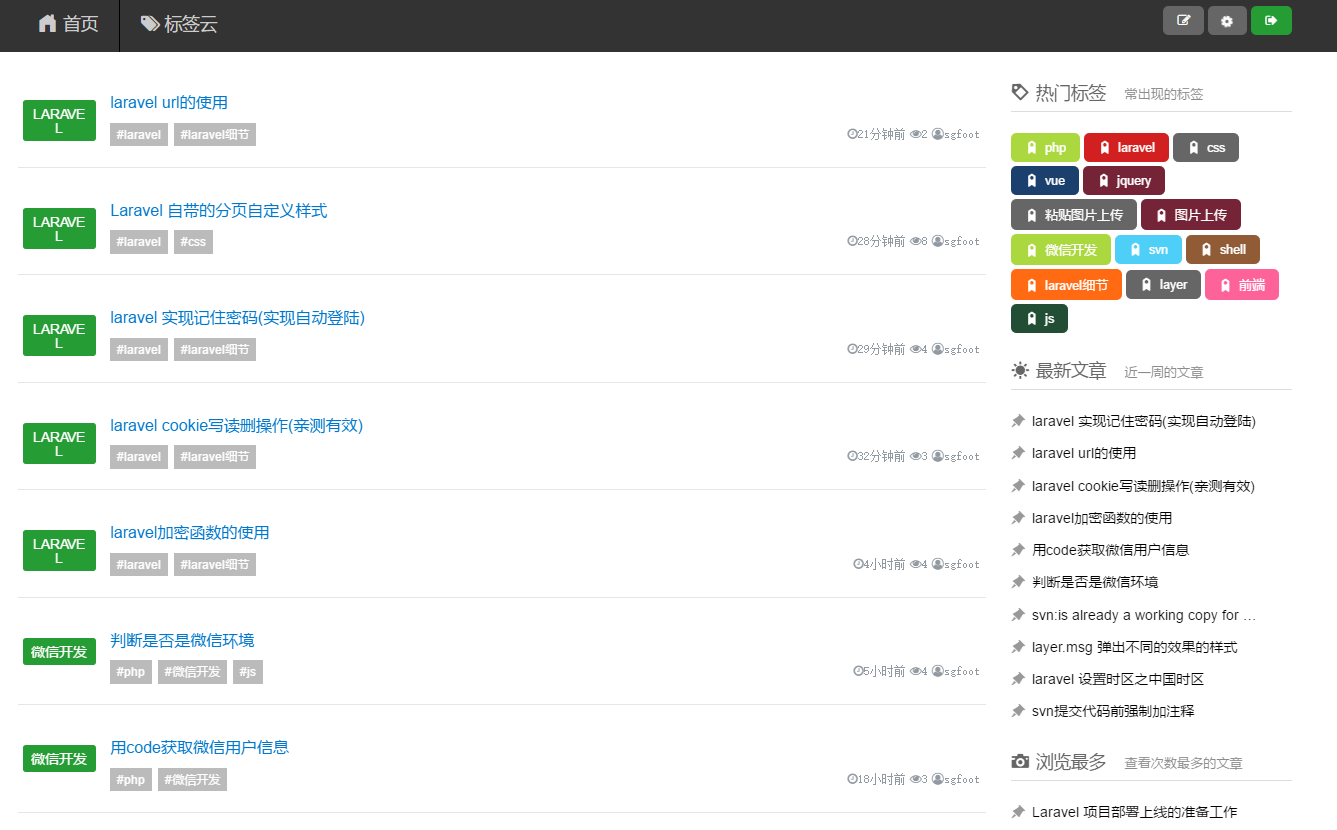 首页
标签云
LARAVE
L
laravel url的使用
#laravel #laravel细节
21分钟前 2 sgfoot
LARAVE
L
Laravel 自带的分页自定义样式
#laravel #css
28分钟前 8 sgfoot
LARAVE
L
laravel 实现记住密码(实现自动登陆)
#laravel #laravel细节
29分钟前 4 sgfoot
LARAVE
L
laravel cookie写读删操作(亲测有效)
#laravel #laravel细节
32分钟前 3 sgfoot
LARAVE
L
laravel加密函数的使用
#laravel #laravel细节
4小时前 4 sgfoot
微信开发
判断是否是微信环境
#php #微信开发 #js
5小时前 4 sgfoot
微信开发
用code获取微信用户信息
#php #微信开发
18小时前 3 sgfoot
热门标签 常出现的标签
php laravel css
vue jquery
粘贴图片上传 图片上传
微信开发 svn shell
laravel细节 layer 前端
js
最新文章 近一周的文章
laravel 实现记住密码(实现自动登陆)
laravel url的使用
laravel cookie写读删操作(亲测有效)
laravel加密函数的使用
用code获取微信用户信息
判断是否是微信环境
svn:is already a working copy for …
layer.msg 弹出不同的效果的样式
laravel 设置时区之中国时区
svn提交代码前强制加注释
浏览最多 查看次数最多的文章
Laravel 项目部署上线的准备工作